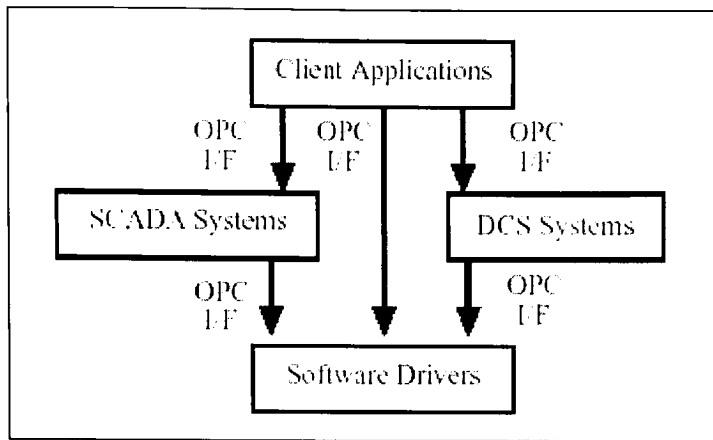 Client Applications
OPC
I/F
OPC
I/F
OPC
I/F
SCADA Systems
DCS Systems
OPC
I/F
OPC
I/F
Software Drivers